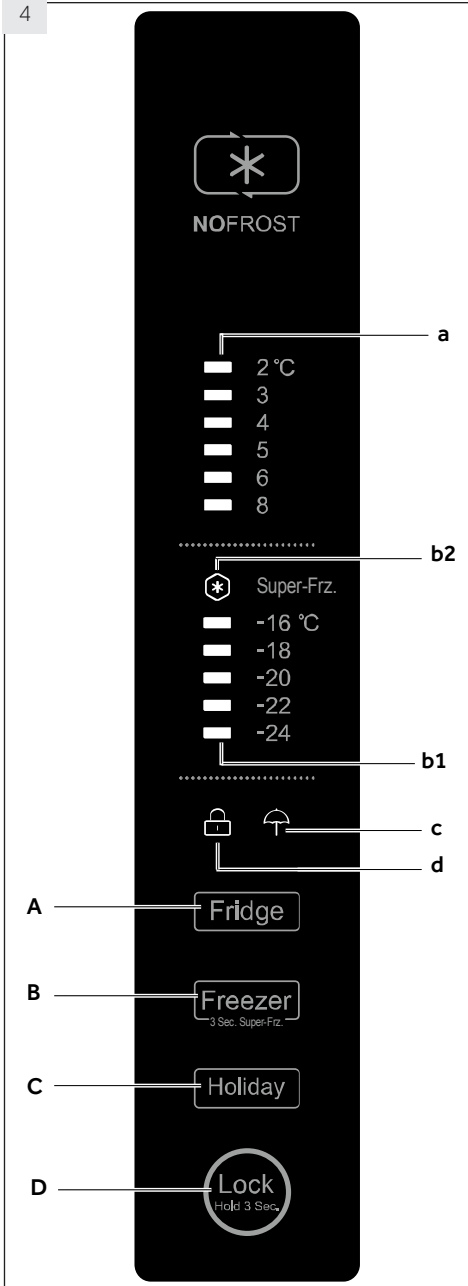 4
NOFROST
a
2 °C
3
4
5
6
8
b2
Super-Frz.
-16 °C
-18
-20
-22
-24
b1
c
d
A
Fridge
B
Freezer
3 Sec. Super-Frz.
C
Holiday
D
Lock
Hold 3 Sec.